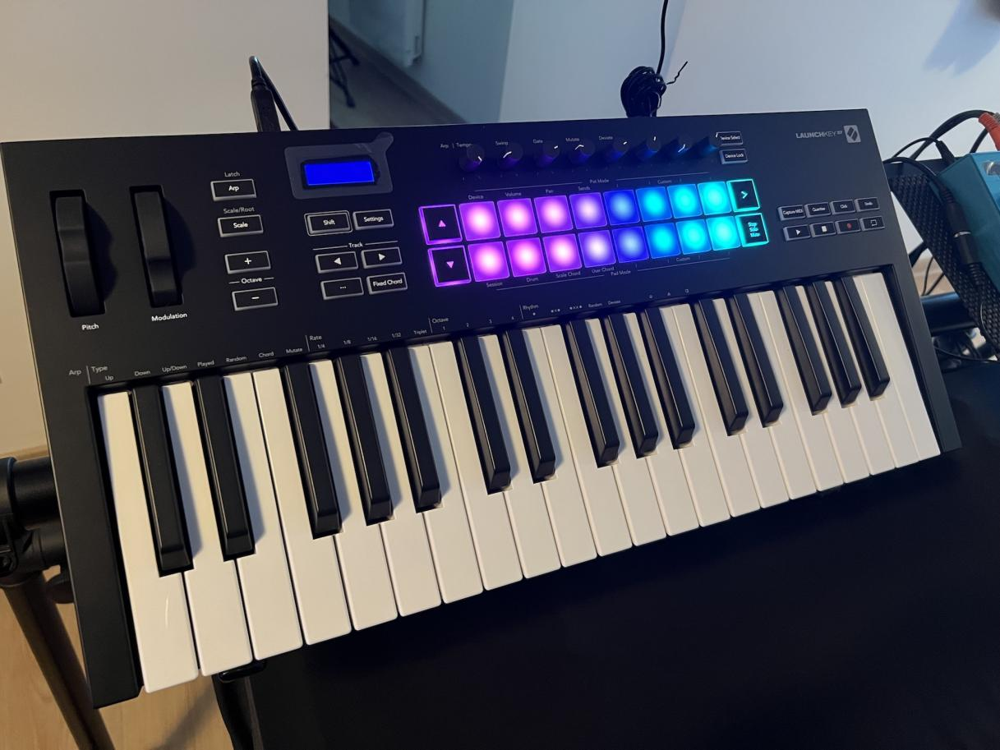 LAUNCHKEY 37
Arp | Tempo Swing Gate Mutate Deviate
Device Select
Device Lock
Latch
Arp
Scale/Root
Scale
+
Octave
−
Shift
Settings
Track
...
Fixed Chord
Pot Mode
Custom
Device Volume Pan Sends
>
Stop
Solo
Mute
Session Drum Scale Chord User Chord
Pad Mode
Custom
Capture MIDI
Quantise
Click
Undo
Pitch
Modulation
Arp | Type
Up Down Up/Down Played Random Chord Mutate
Rate
1/4 1/8 1/16 1/32 Triplet
Octave
1 2 3 4
Rhythm
Random Deviate